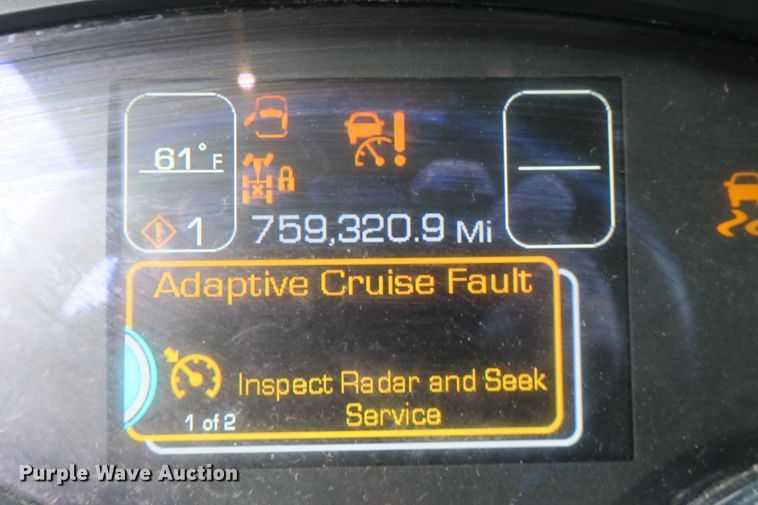 61°F
1
759,320.9 Mi
Adaptive Cruise Fault
Inspect Radar and Seek
Service
1 of 2
Purple Wave Auction